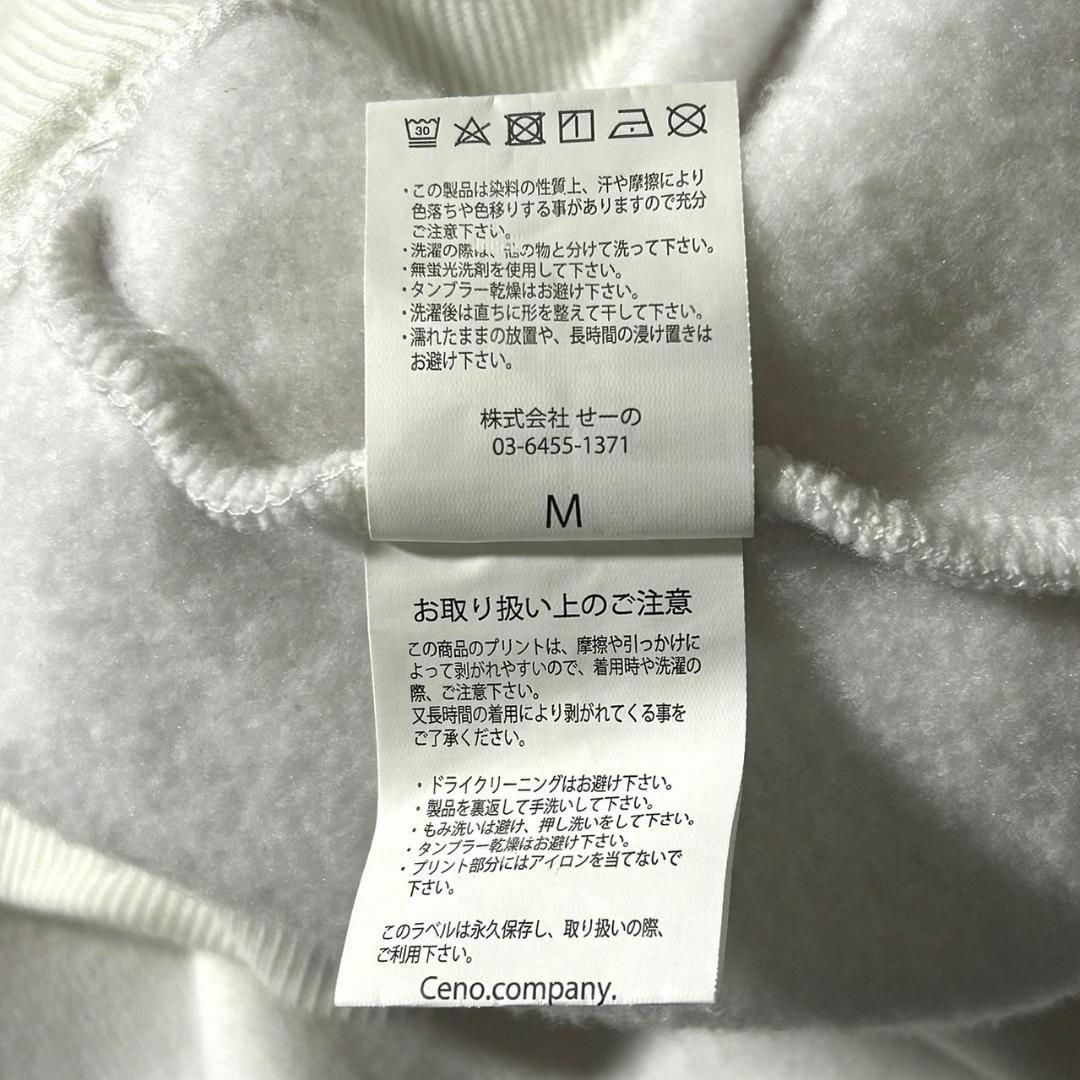 30
・この製品は染料の性質上、汗や摩擦により
色落ちや色移りする事がありますので充分
ご注意下さい。
・洗濯の際は、他の物と分けて洗って下さい。
・無蛍光洗剤を使用して下さい。
・タンブラー乾燥はお避け下さい。
・洗濯後は直ちに形を整えて干して下さい。
・濡れたままの放置や、長時間の浸け置きは
お避け下さい。
株式会社 せーの
03-6455-1371
M
お取り扱い上のご注意
この商品のプリントは、摩擦や引っかけに
よって剥がれやすいので、着用時や洗濯の
際、ご注意下さい。
又長時間の着用により剥がれてくる事を
ご了承ください。
・ドライクリーニングはお避け下さい。
・製品を裏返して手洗いして下さい。
・もみ洗いは避け、押し洗いをして下さい。
・タンブラー乾燥はお避け下さい。
・プリント部分にはアイロンを当てないで
下さい。
このラベルは永久保存し、取り扱いの際、
ご利用下さい。
Ceno.company.